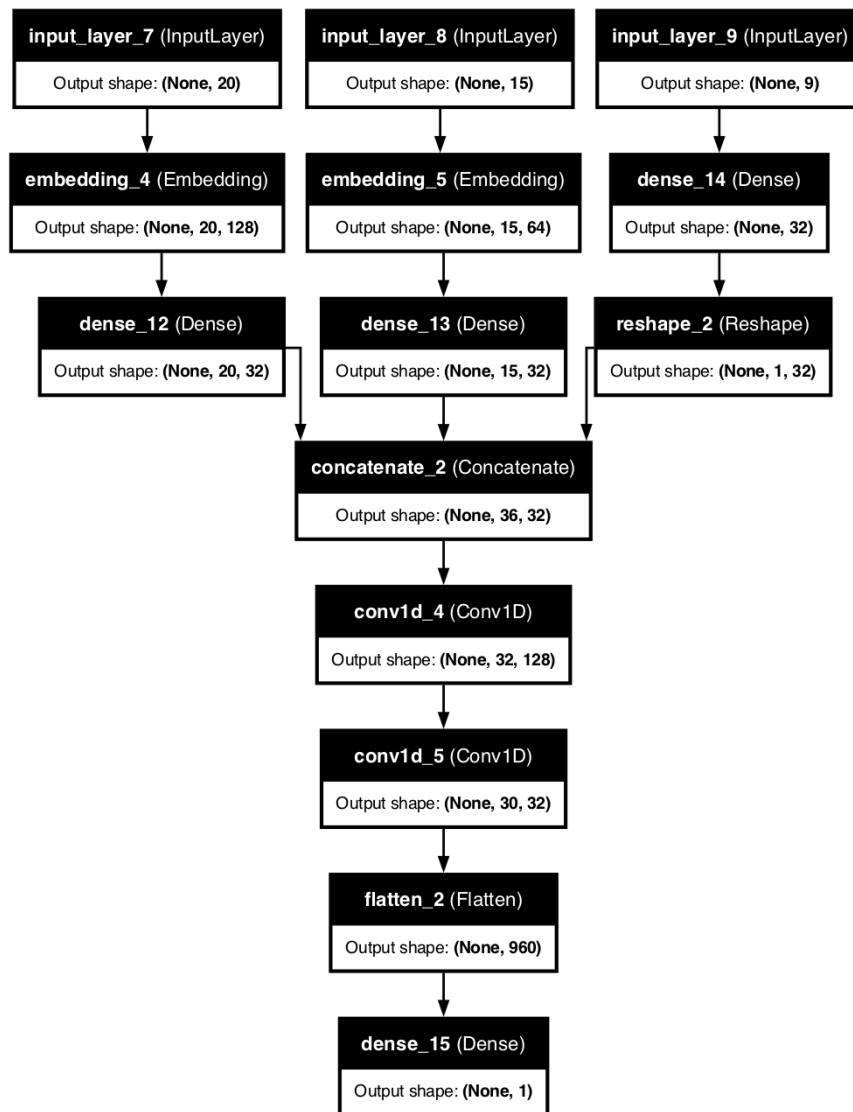 input_layer_7 (InputLayer)
Output shape: (None, 20)
input_layer_8 (InputLayer)
Output shape: (None, 15)
input_layer_9 (InputLayer)
Output shape: (None, 9)
embedding_4 (Embedding)
Output shape: (None, 20, 128)
embedding_5 (Embedding)
Output shape: (None, 15, 64)
dense_14 (Dense)
Output shape: (None, 32)
dense_12 (Dense)
Output shape: (None, 20, 32)
dense_13 (Dense)
Output shape: (None, 15, 32)
reshape_2 (Reshape)
Output shape: (None, 1, 32)
concatenate_2 (Concatenate)
Output shape: (None, 36, 32)
conv1d_4 (Conv1D)
Output shape: (None, 32, 128)
conv1d_5 (Conv1D)
Output shape: (None, 30, 32)
flatten_2 (Flatten)
Output shape: (None, 960)
dense_15 (Dense)
Output shape: (None, 1)